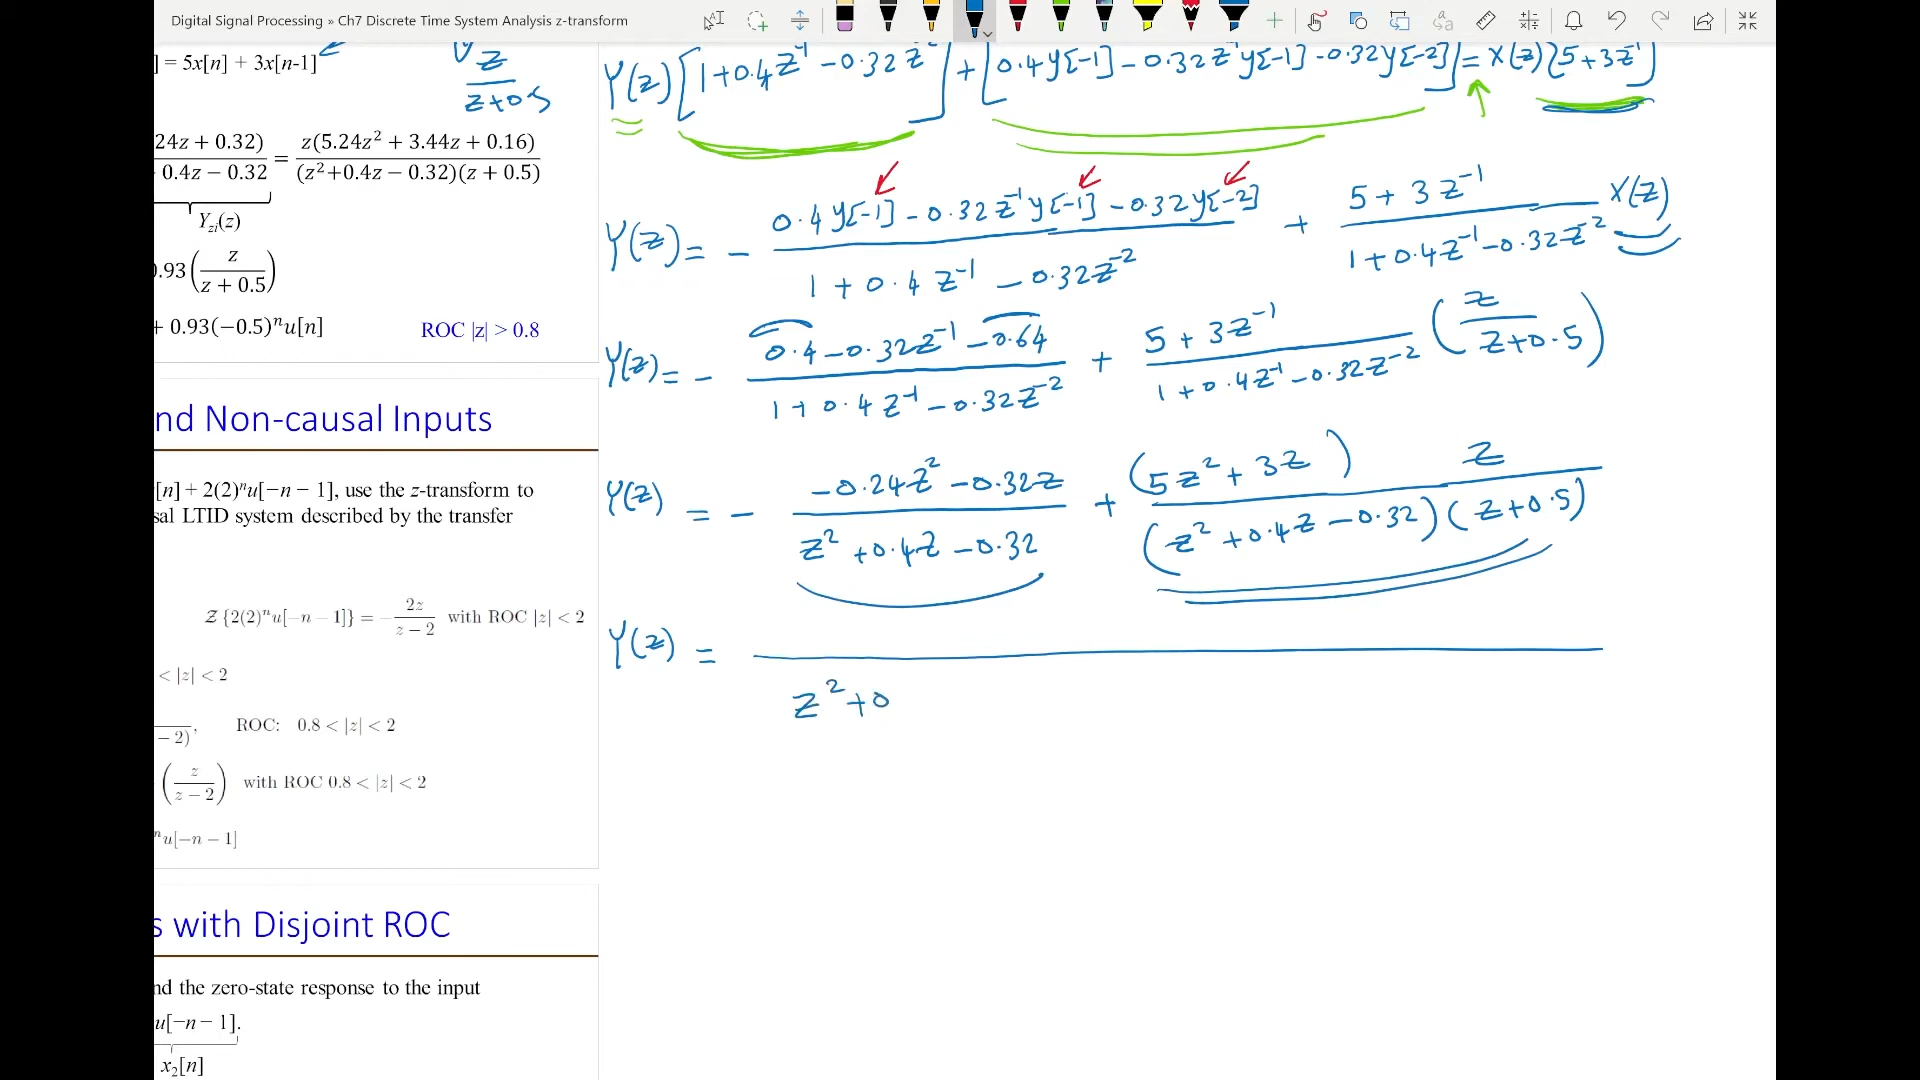 Digital Signal Processing » Ch7 Discrete Time System Analysis z-transform
] = 5x[n] + 3x[n-1]
z
z+0.5
24z + 0.32) / 0.4z − 0.32 = z(5.24z² + 3.44z + 0.16) / (z²+0.4z − 0.32)(z + 0.5)
Y_zi(z)
.93(z / z + 0.5)
+ 0.93(−0.5)ⁿu[n] ROC |z| > 0.8
nd Non-causal Inputs
[n] + 2(2)ⁿu[−n − 1], use the z-transform to
sal LTID system described by the transfer
Z {2(2)ⁿu[−n − 1]} = − 2z / z − 2 with ROC |z| < 2
< |z| < 2
− 2)' ROC: 0.8 < |z| < 2
(z / z − 2) with ROC 0.8 < |z| < 2
ⁿu[−n − 1]
s with Disjoint ROC
nd the zero-state response to the input
u[−n − 1].
x₂[n]
Y(z)[1+0.4z⁻¹ −0.32z⁻²] + [0.4y[-1] − 0.32z⁻¹y[-1] −0.32y[-2]] = X(z)[5+3z⁻¹]
Y(z) = − 0.4y[-1] − 0.32z⁻¹y[-1] −0.32y[-2] / 1 + 0.4z⁻¹ − 0.32z⁻² + 5 + 3z⁻¹ / 1+0.4z⁻¹−0.32z⁻² X(z)
Y(z) = − 0.4 −0.32z⁻¹ −0.64 / 1 + 0.4z⁻¹ −0.32z⁻² + 5 + 3z⁻¹ / 1+0.4z⁻¹−0.32z⁻² (z / z+0.5)
Y(z) = − −0.24z² −0.32z / z² +0.4z −0.32 + (5z² + 3z) z / (z² +0.4z −0.32)(z+0.5)
Y(z) =
z² +0